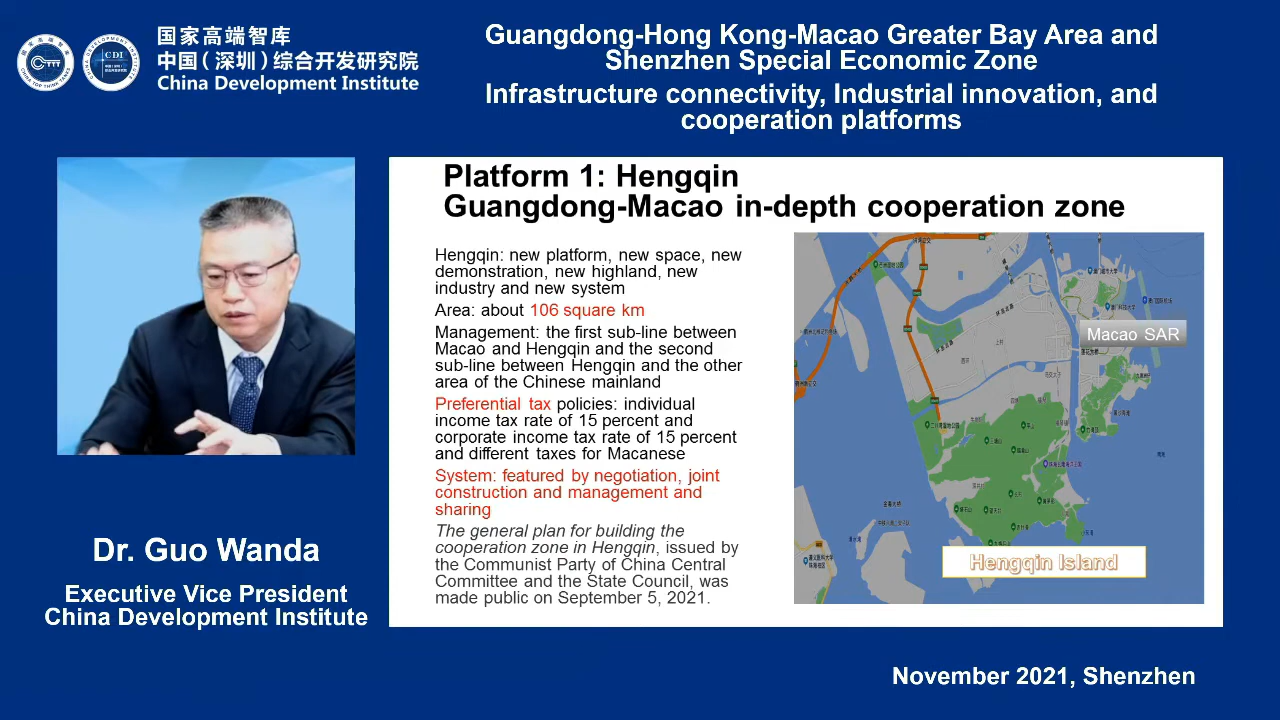 国家高端智库
中国（深圳）综合开发研究院
China Development Institute
CDI
Guangdong-Hong Kong-Macao Greater Bay Area and
Shenzhen Special Economic Zone
Infrastructure connectivity, Industrial innovation, and
cooperation platforms
Platform 1: Hengqin
Guangdong-Macao in-depth cooperation zone
Hengqin: new platform, new space, new
demonstration, new highland, new
industry and new system
Area: about 106 square km
Management: the first sub-line between
Macao and Hengqin and the second
sub-line between Hengqin and the other
area of the Chinese mainland
Preferential tax policies: individual
income tax rate of 15 percent and
corporate income tax rate of 15 percent
and different taxes for Macanese
System: featured by negotiation, joint
construction and management and
sharing
The general plan for building the
cooperation zone in Hengqin, issued by
the Communist Party of China Central
Committee and the State Council, was
made public on September 5, 2021.
Macao SAR
Hengqin Island
Dr. Guo Wanda
Executive Vice President
China Development Institute
November 2021, Shenzhen